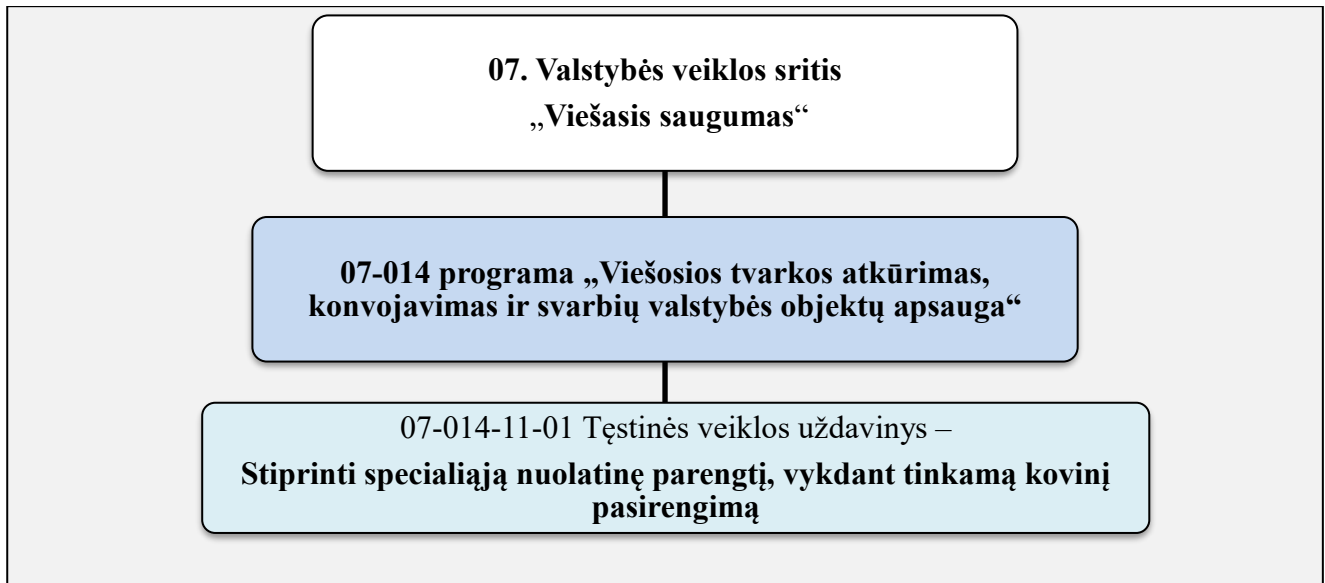 07. Valstybės veiklos sritis
„Viešasis saugumas“
07-014 programa „Viešosios tvarkos atkūrimas,
konvojavimas ir svarbių valstybės objektų apsauga“
07-014-11-01 Tęstinės veiklos uždavinys –
Stiprinti specialiąją nuolatinę parengtį, vykdant tinkamą kovinį
pasirengimą